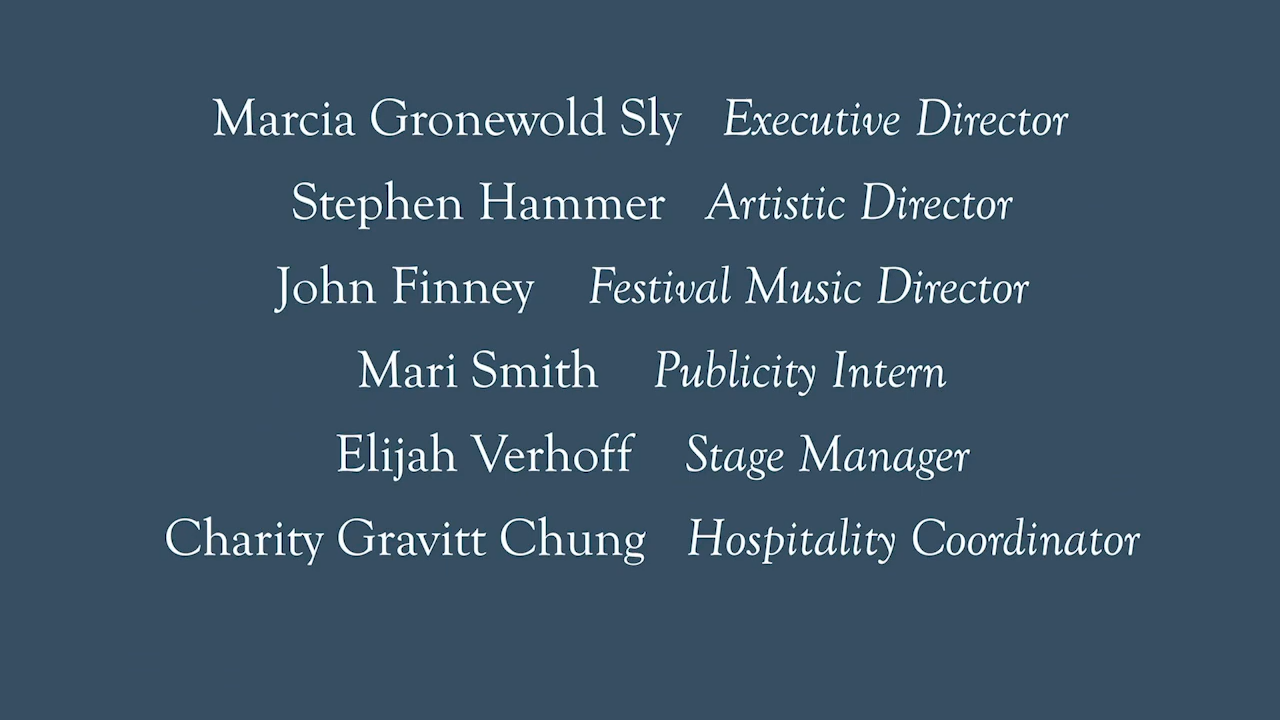 Marcia Gronewold Sly Executive Director
Stephen Hammer Artistic Director
John Finney Festival Music Director
Mari Smith Publicity Intern
Elijah Verhoff Stage Manager
Charity Gravitt Chung Hospitality Coordinator